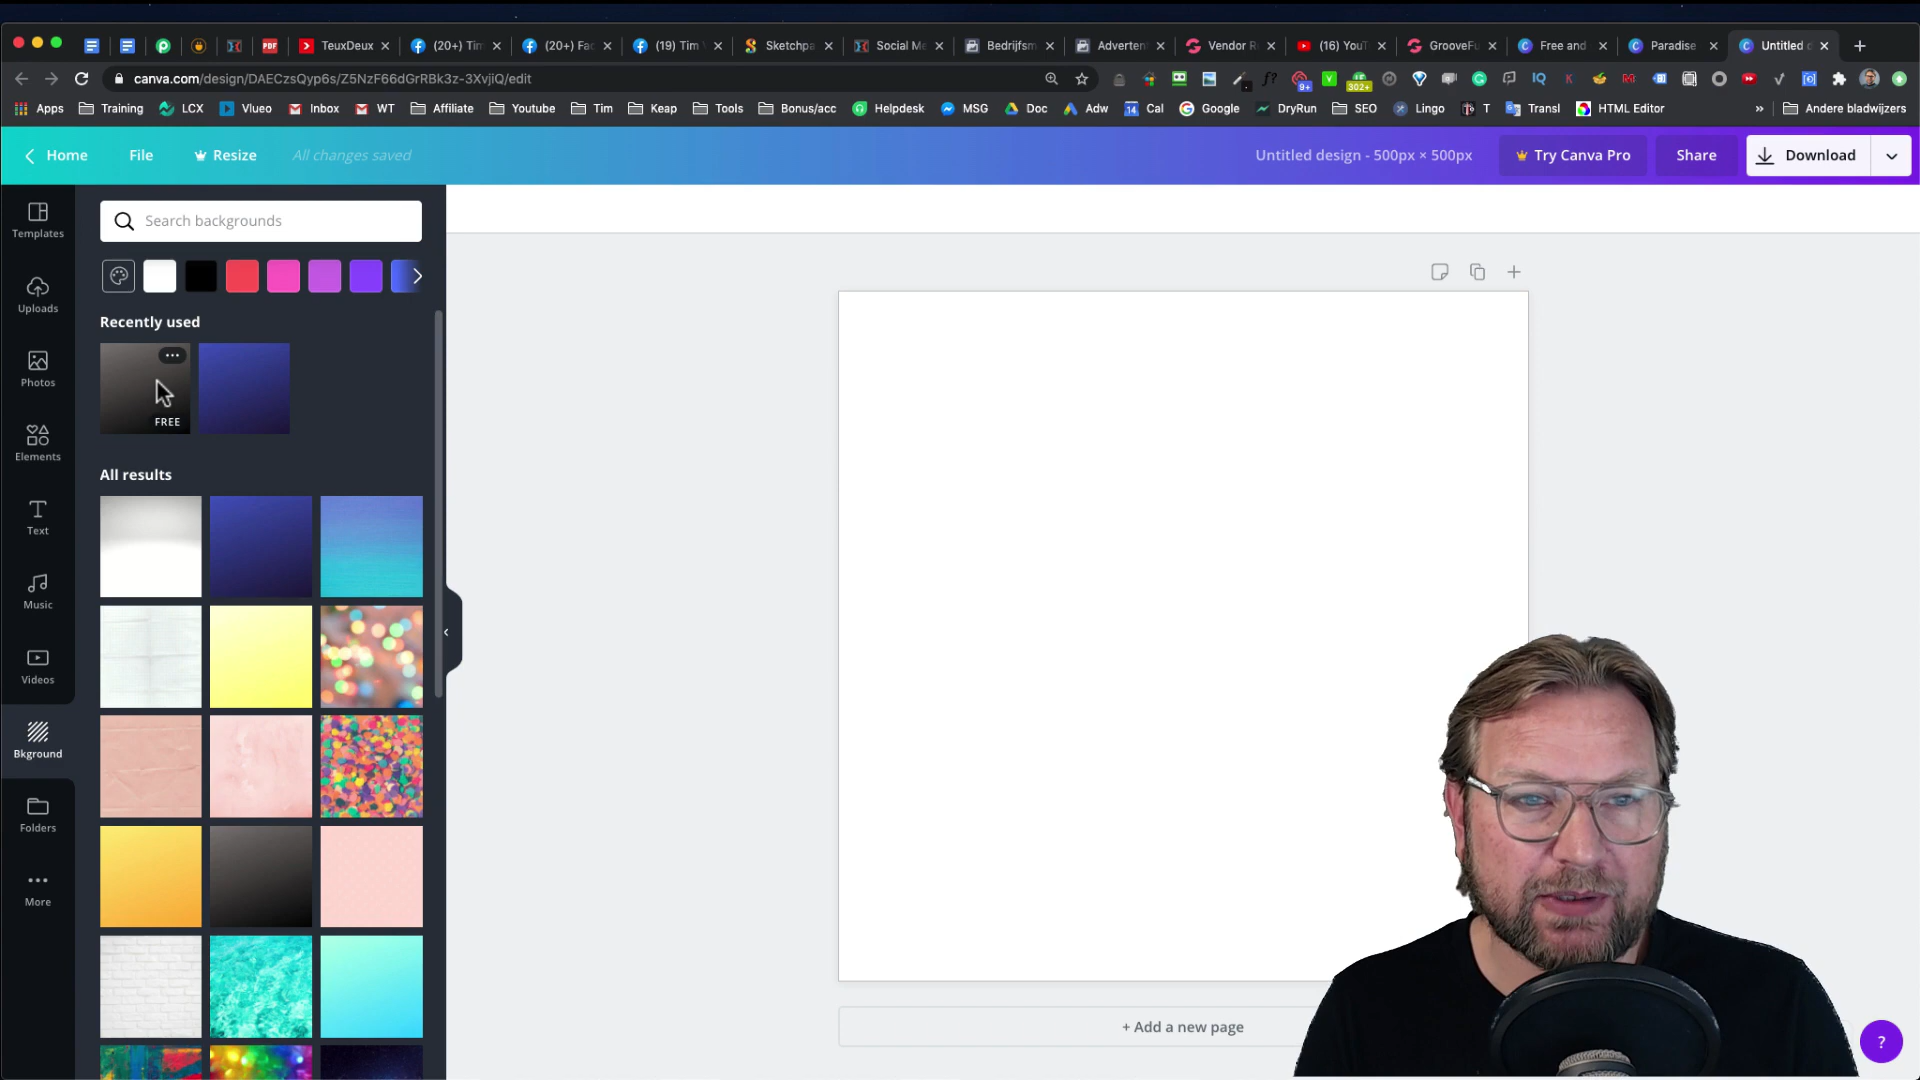 TeuxDeux
(20+) Tim
(20+) Fac
(19) Tim V
Sketchpa
Social Me
Bedrijfsm
Adverten
Vendor R
(16) YouT
GrooveFu
Free and
Paradise
Untitled d
canva.com/design/DAECzsQyp6s/Z5NzF66dGrRBk3z-3XvjiQ/edit
Apps
Training
LCX
Vlueo
Inbox
WT
Affiliate
Youtube
Tim
Keap
Tools
Bonus/acc
Helpdesk
MSG
Doc
Adw
Cal
Google
DryRun
SEO
Lingo
T
Transl
HTML Editor
»
Andere bladwijzers
Home
File
Resize
All changes saved
Untitled design - 500px × 500px
Try Canva Pro
Share
Download
Templates
Uploads
Photos
Elements
Text
Music
Videos
Bkground
Folders
More
Search backgrounds
Recently used
FREE
All results
+ Add a new page
?